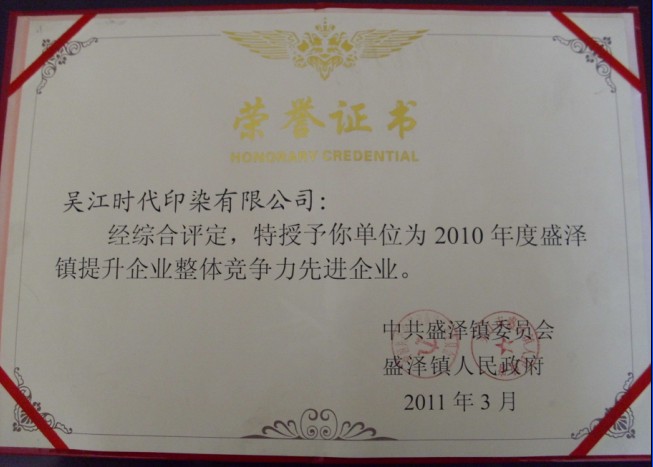 荣誉证书
HONORARY CREDENTIAL
吴江时代印染有限公司:
经综合评定，特授予你单位为2010年度盛泽
镇提升企业整体竞争力先进企业。
中共盛泽镇委员会
盛泽镇人民政府
2011年3月